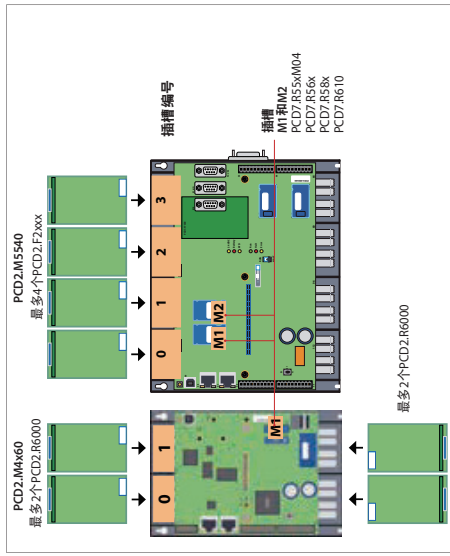 PCD2.M4x60
最多2个PCD2.R6000
PCD2.M5540
最多4个PCD2.F2xxx
插槽编号
0
1
0
1
2
3
M1
M1
M2
插槽
M1和M2
PCD7.R55xM04
PCD7.R56x
PCD7.R58x
PCD7.R610
最多2个PCD2.R6000